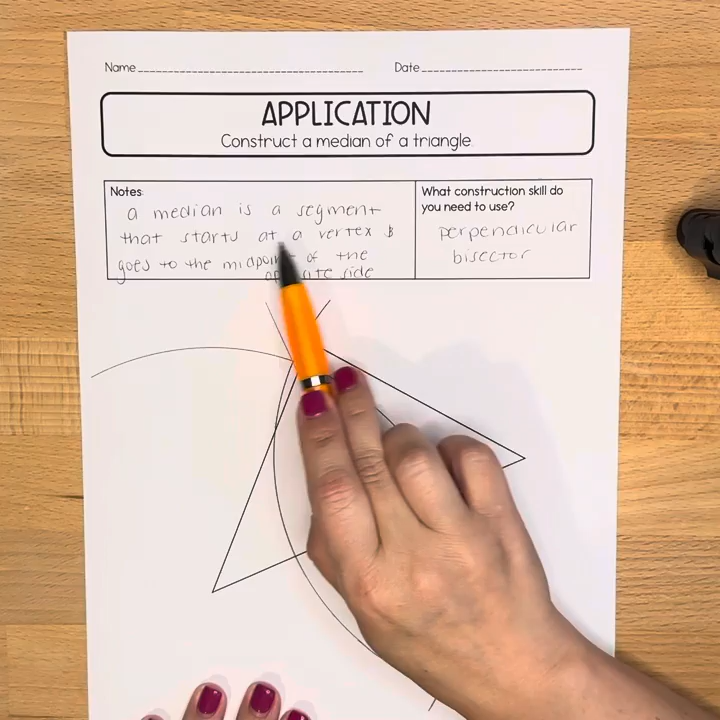 Name
Date
APPLICATION
Construct a median of a triangle.
Notes:
a median is a segment
that starts at a vertex &
goes to the midpoint of the
opposite side
What construction skill do
you need to use?
perpendicular
bisector